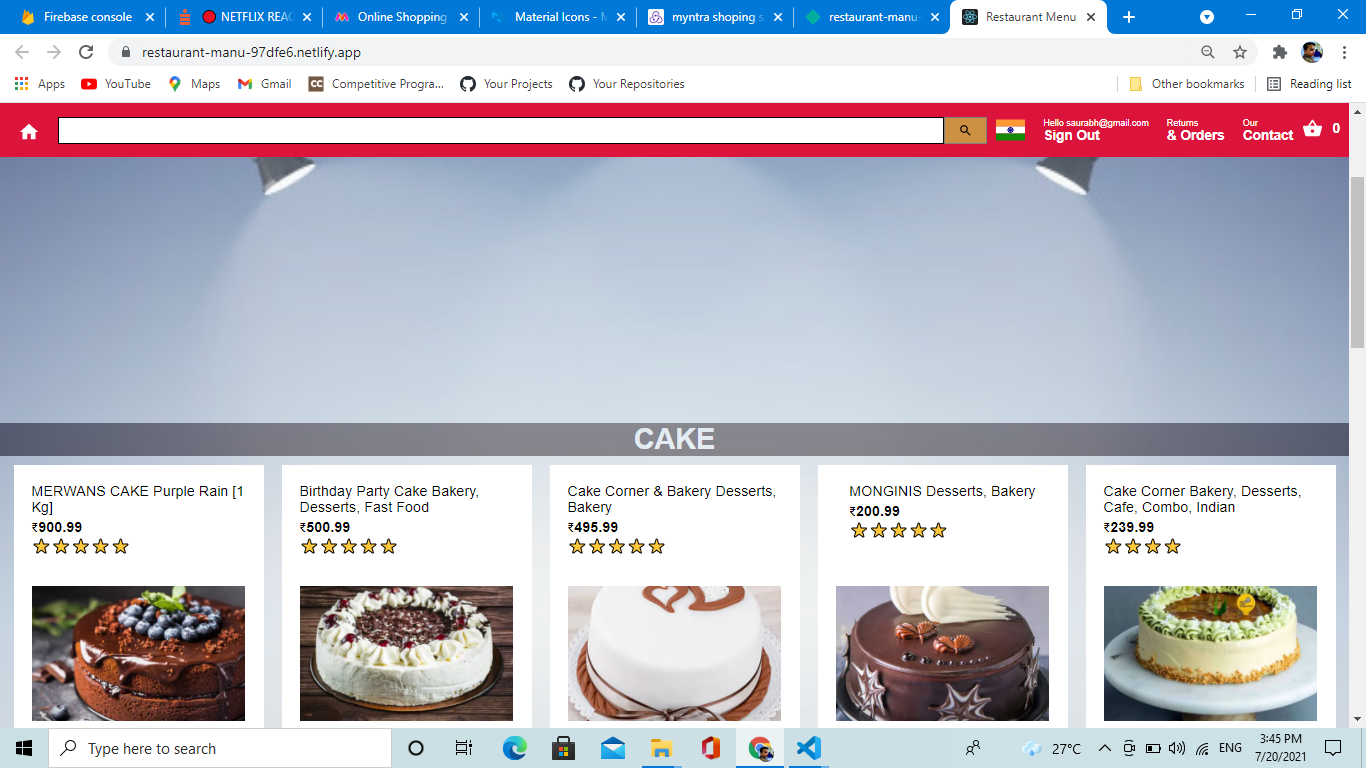 Firebase console
NETFLIX REAC
Online Shopping
Material Icons - M
myntra shoping s
restaurant-manu-
Restaurant Menu
restaurant-manu-97dfe6.netlify.app
Apps
YouTube
Maps
Gmail
CC
Competitive Progra...
Your Projects
Your Repositories
Other bookmarks
Reading list
Hello saurabh@gmail.com
Sign Out
Returns
& Orders
Our
Contact
0
CAKE
MERWANS CAKE Purple Rain [1
Kg]
₹900.99
Birthday Party Cake Bakery,
Desserts, Fast Food
₹500.99
Cake Corner & Bakery Desserts,
Bakery
₹495.99
MONGINIS Desserts, Bakery
₹200.99
Cake Corner Bakery, Desserts,
Cafe, Combo, Indian
₹239.99
Type here to search
27°C
ENG
3:45 PM
7/20/2021